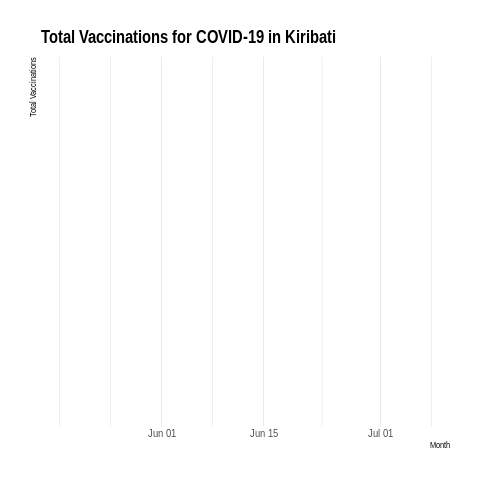 Total Vaccinations for COVID-19 in Kiribati
Total Vaccinations
Jun 01
Jun 15
Jul 01
Month